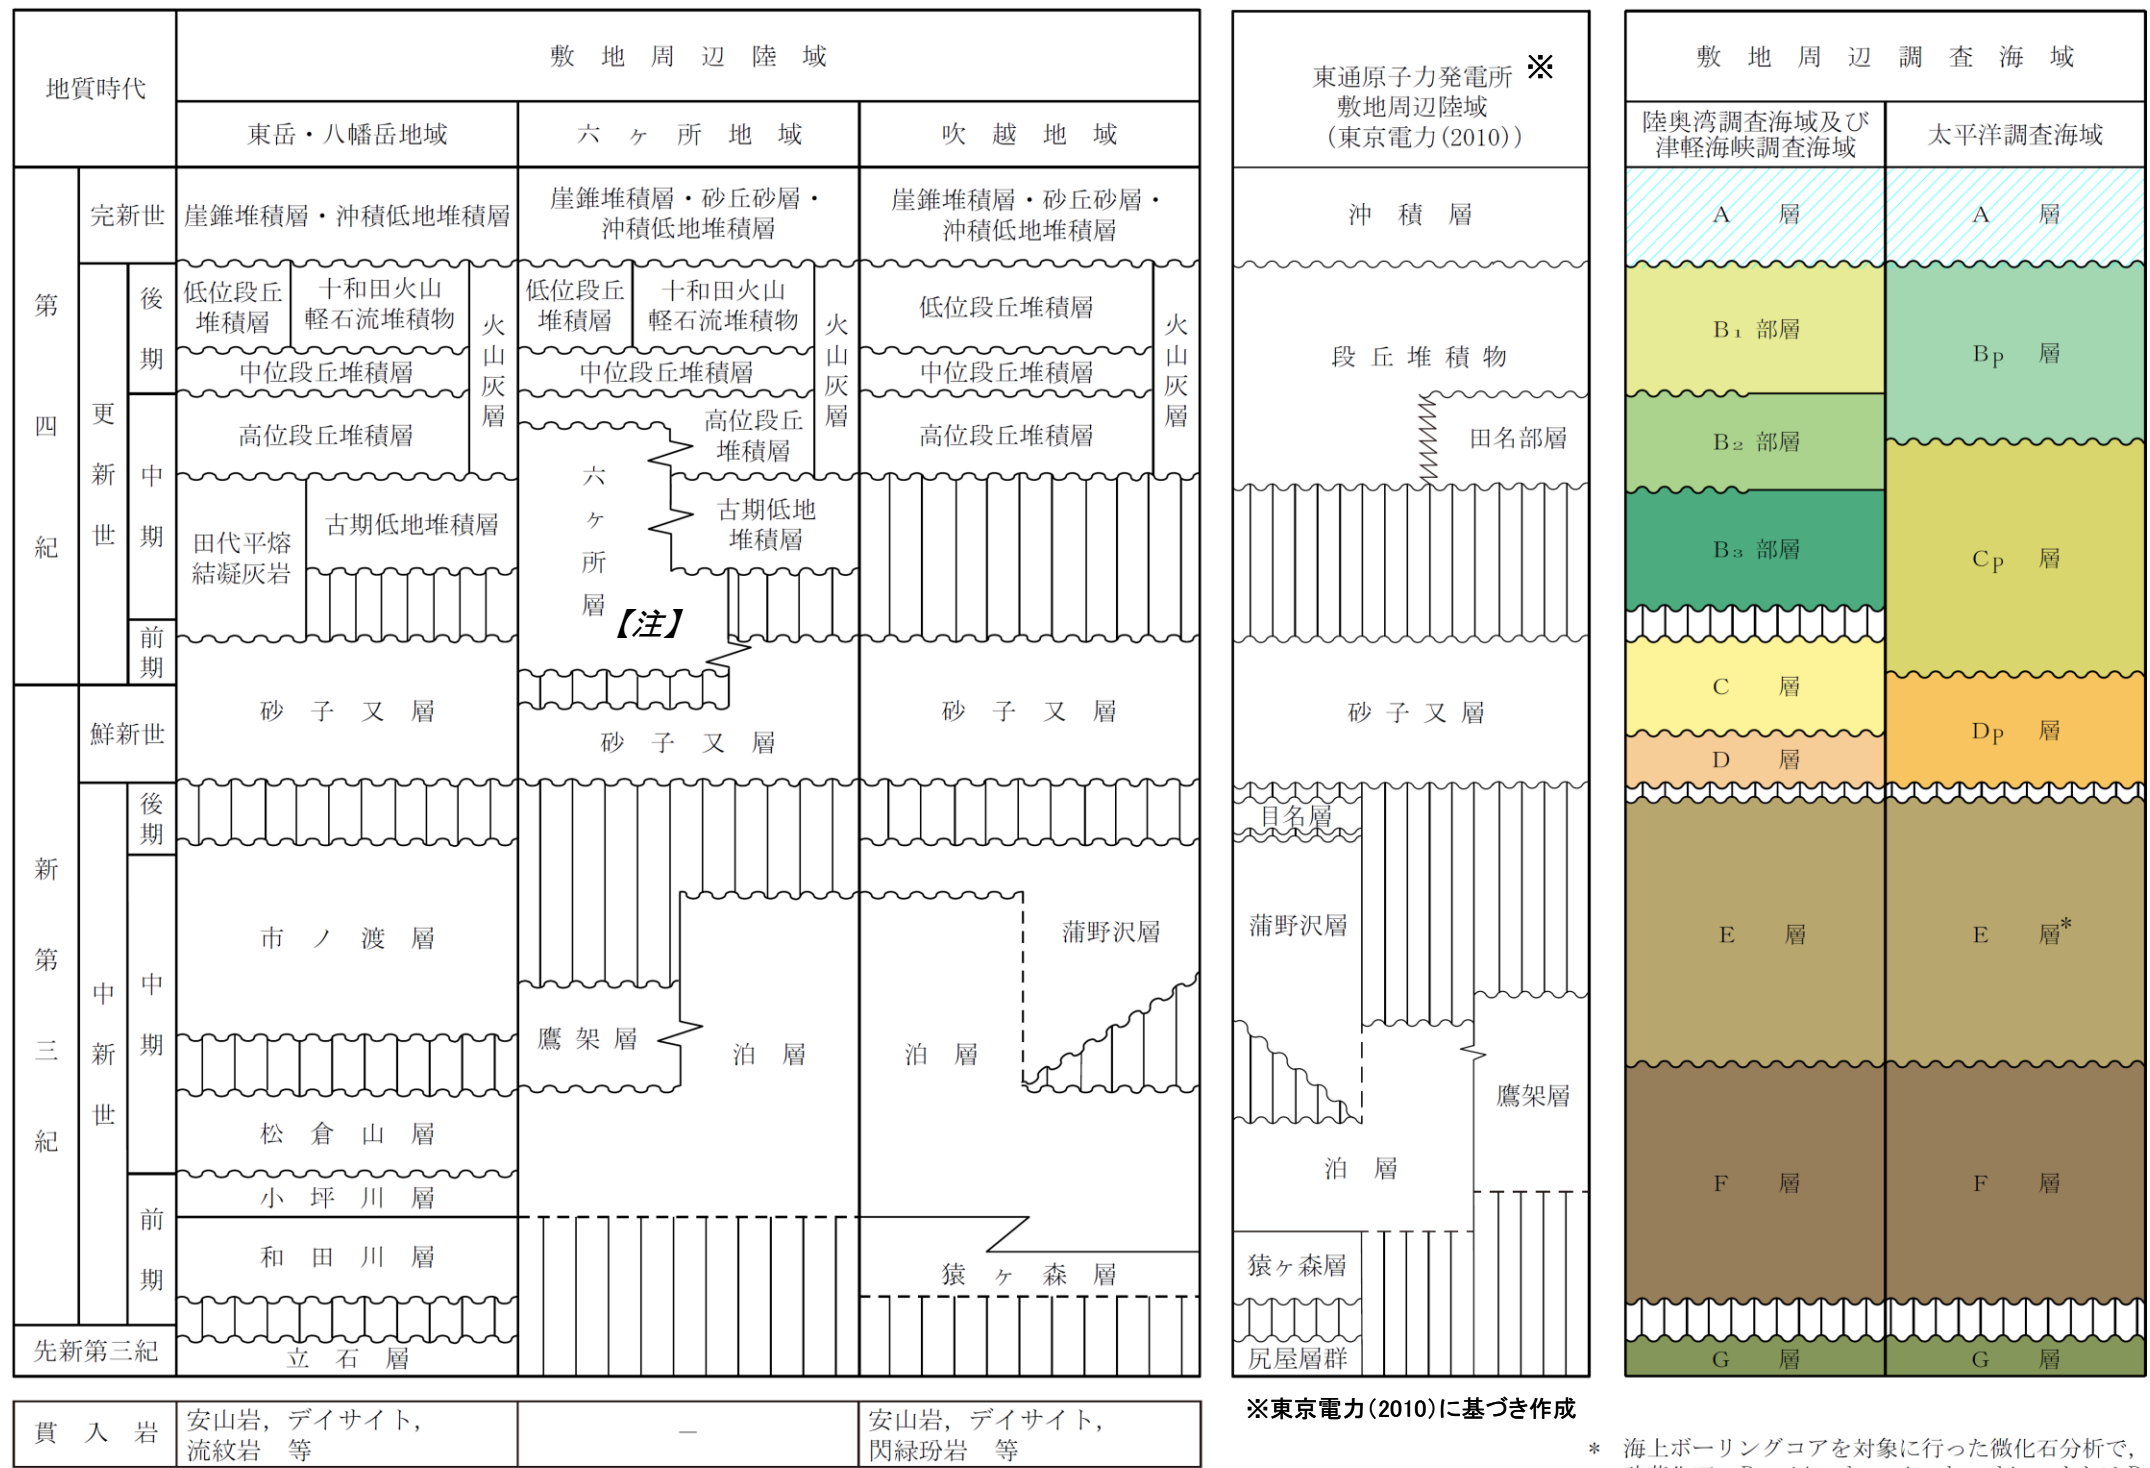 地質時代
敷地周辺陸域
東岳・八幡岳地域
六ヶ所地域
吹越地域
第四紀
完新世
更新世
後期
中期
前期
新第三紀
鮮新世
中新世
後期
中期
前期
先新第三紀
崖錐堆積層・沖積低地堆積層
低位段丘
堆積層
十和田火山
軽石流堆積物
火山灰層
中位段丘堆積層
高位段丘堆積層
田代平熔
結凝灰岩
古期低地堆積層
砂子又層
市ノ渡層
松倉山層
小坪川層
和田川層
立石層
崖錐堆積層・砂丘砂層・
沖積低地堆積層
低位段丘
堆積層
十和田火山
軽石流堆積物
火山灰層
中位段丘堆積層
高位段丘
堆積層
六ヶ所層
【注】
古期低地
堆積層
砂子又層
鷹架層
泊層
崖錐堆積層・砂丘砂層・
沖積低地堆積層
低位段丘堆積層
火山灰層
中位段丘堆積層
高位段丘堆積層
砂子又層
蒲野沢層
泊層
猿ヶ森層
貫入岩
安山岩，デイサイト，
流紋岩 等
－
安山岩，デイサイト，
閃緑玢岩 等
東通原子力発電所 ※
敷地周辺陸域
（東京電力(2010)）
沖積層
段丘堆積物
田名部層
砂子又層
目名層
蒲野沢層
鷹架層
泊層
猿ヶ森層
尻屋層群
※東京電力(2010)に基づき作成
敷地周辺調査海域
陸奥湾調査海域及び
津軽海峡調査海域
太平洋調査海域
A 層
B₁ 部層
B₂ 部層
B₃ 部層
C 層
D 層
E 層
F 層
G 層
A 層
Bp 層
Cp 層
Dp 層
E 層*
F 層
G 層
* 海上ボーリングコアを対象に行った微化石分析で，